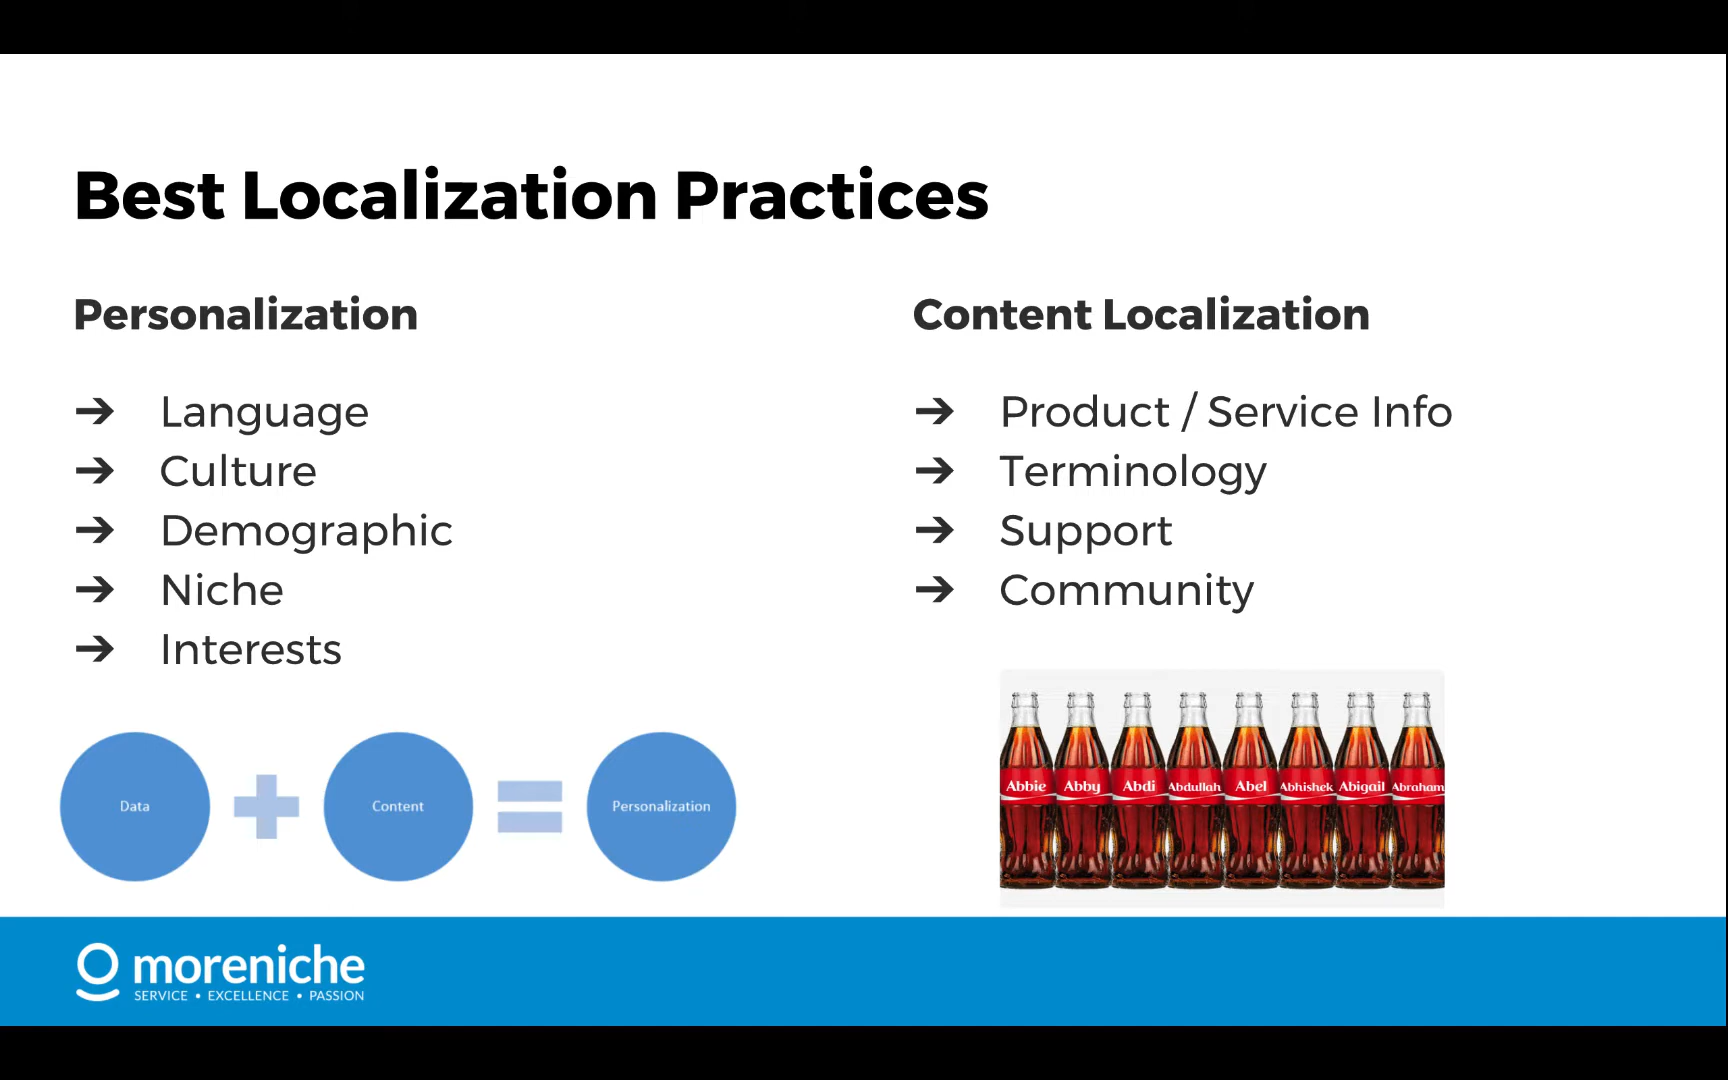 Best Localization Practices
Personalization
➔ Language
➔ Culture
➔ Demographic
➔ Niche
➔ Interests
Data + Content = Personalization
Content Localization
➔ Product / Service Info
➔ Terminology
➔ Support
➔ Community
Abbie Abby Abdi Abdullah Abel Abhishek Abigail Abraham
moreniche
SERVICE • EXCELLENCE • PASSION